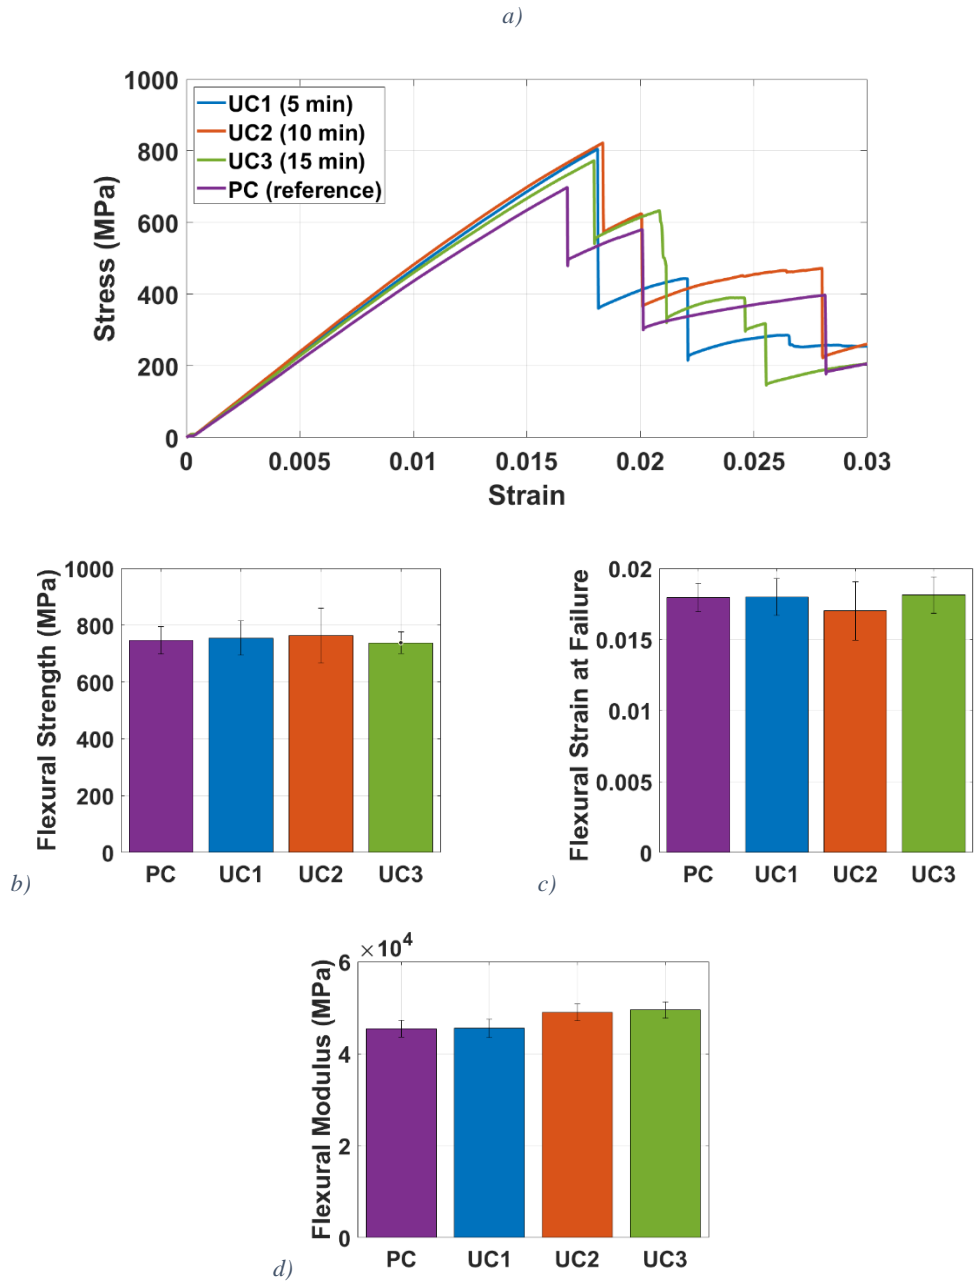 a)
1000
800
600
400
200
0
Stress (MPa)
UC1 (5 min)
UC2 (10 min)
UC3 (15 min)
PC (reference)
0 0.005 0.01 0.015 0.02 0.025 0.03
Strain
1000
800
600
400
200
0
Flexural Strength (MPa)
PC UC1 UC2 UC3
b)
0.02
0.015
0.01
0.005
0
Flexural Strain at Failure
PC UC1 UC2 UC3
c)
×10⁴
6
4
2
0
Flexural Modulus (MPa)
PC UC1 UC2 UC3
d)